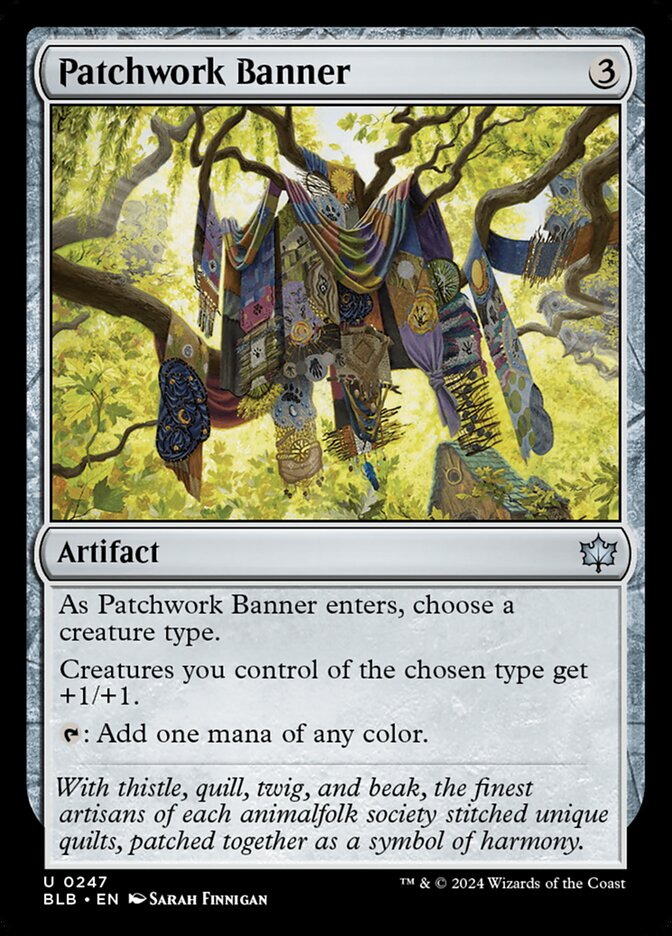 Patchwork Banner 3
Artifact
As Patchwork Banner enters, choose a
creature type.
Creatures you control of the chosen type get
+1/+1.
: Add one mana of any color.
With thistle, quill, twig, and beak, the finest
artisans of each animalfolk society stitched unique
quilts, patched together as a symbol of harmony.
U 0247
BLB • EN Sarah Finnigan
™ & © 2024 Wizards of the Coast